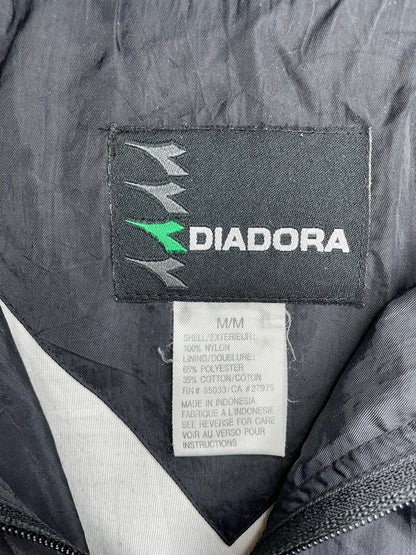 DIADORA
M/M
SHELL/EXTERIEUR:
100% NYLON
LINING/DOUBLURE:
65% POLYESTER
35% COTTON/COTON
RN# 85033/CA # 27975
MADE IN INDONESIA
FABRIQUE A L'INDONESIE
SEE REVERSE FOR CARE
VOIR AU VERSO POUR
INSTRUCTIONS